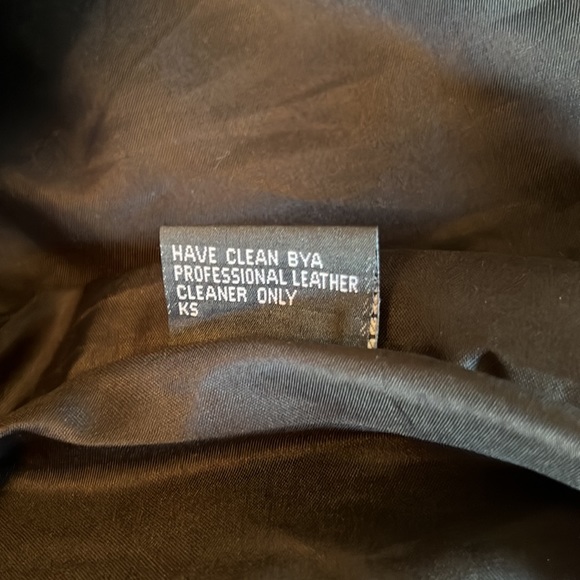 HAVE CLEAN BYA
PROFESSIONAL LEATHER
CLEANER ONLY
KS